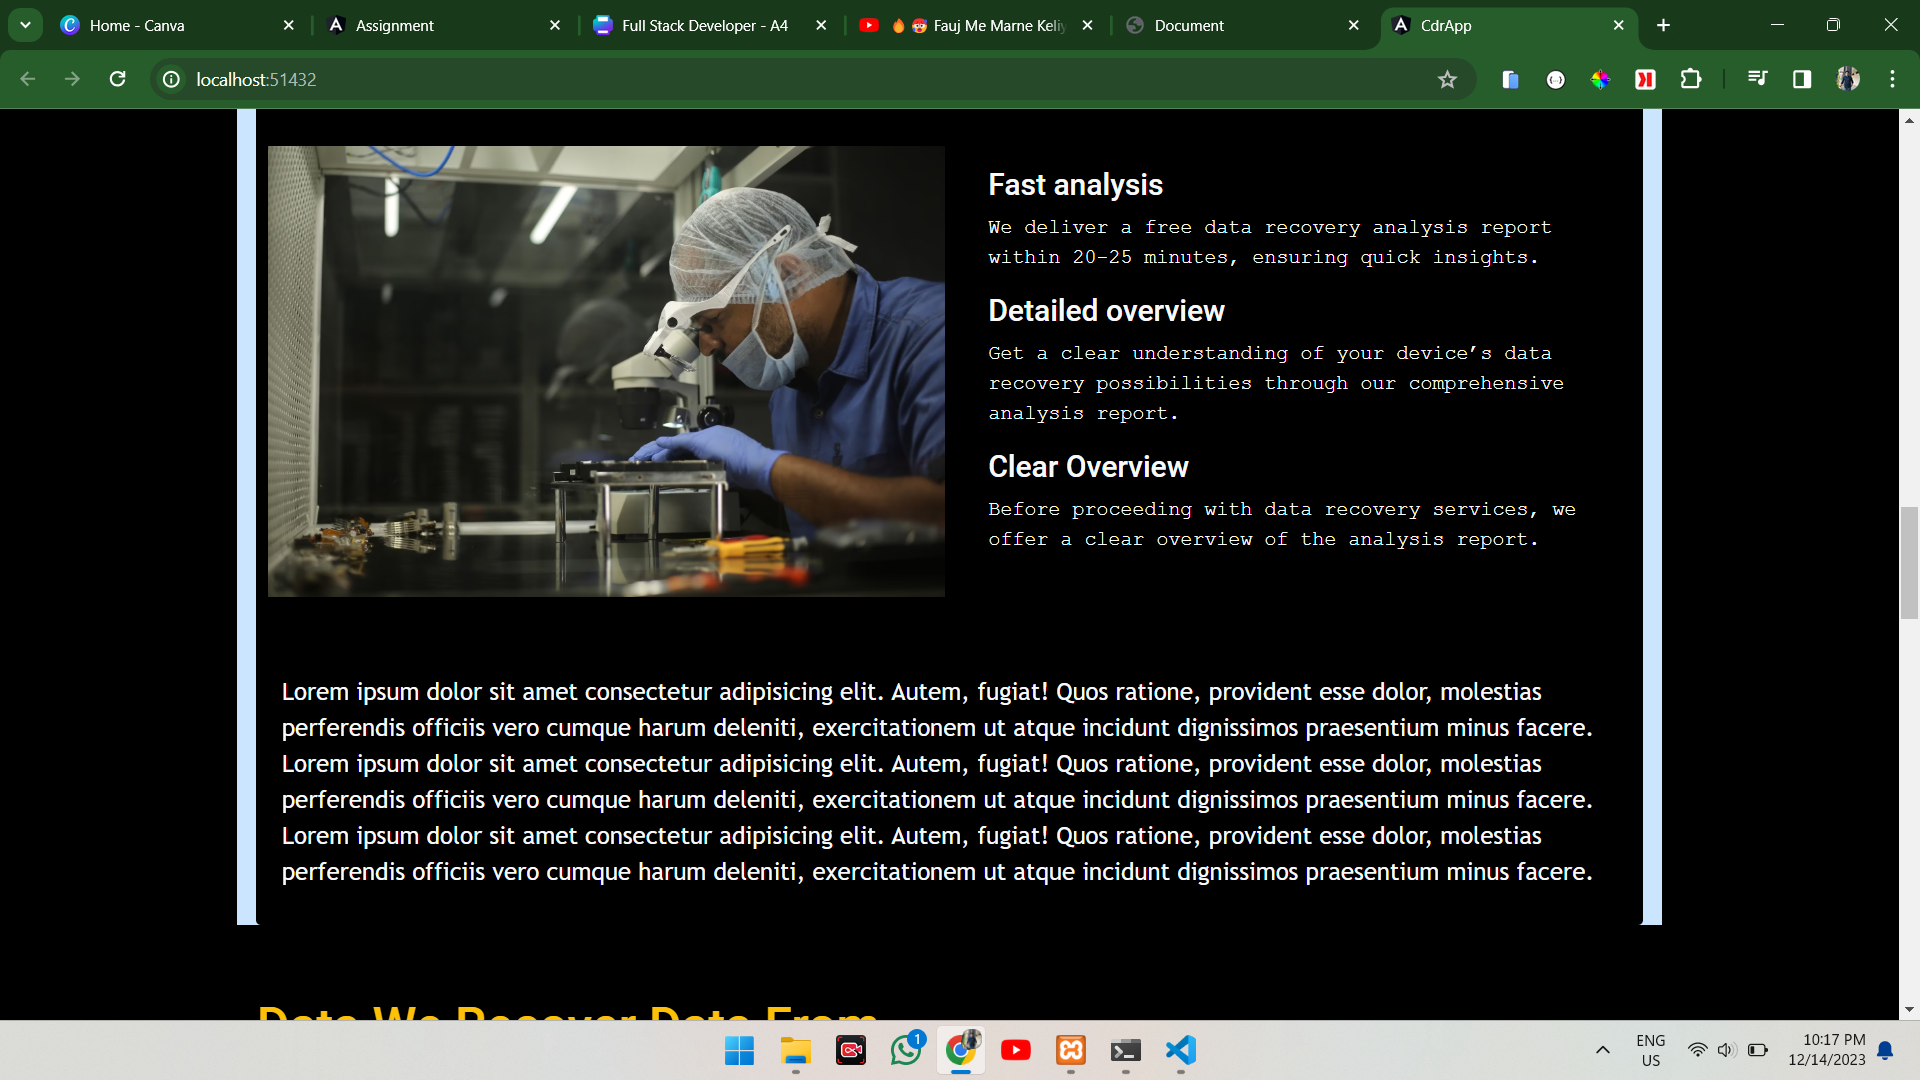 Home - Canva
Assignment
Full Stack Developer - A4
🔥 Fauj Me Marne Keliy
Document
CdrApp
localhost:51432
Fast analysis
We deliver a free data recovery analysis report
within 20-25 minutes, ensuring quick insights.
Detailed overview
Get a clear understanding of your device’s data
recovery possibilities through our comprehensive
analysis report.
Clear Overview
Before proceeding with data recovery services, we
offer a clear overview of the analysis report.
Lorem ipsum dolor sit amet consectetur adipisicing elit. Autem, fugiat! Quos ratione, provident esse dolor, molestias
perferendis officiis vero cumque harum deleniti, exercitationem ut atque incidunt dignissimos praesentium minus facere.
Lorem ipsum dolor sit amet consectetur adipisicing elit. Autem, fugiat! Quos ratione, provident esse dolor, molestias
perferendis officiis vero cumque harum deleniti, exercitationem ut atque incidunt dignissimos praesentium minus facere.
Lorem ipsum dolor sit amet consectetur adipisicing elit. Autem, fugiat! Quos ratione, provident esse dolor, molestias
perferendis officiis vero cumque harum deleniti, exercitationem ut atque incidunt dignissimos praesentium minus facere.
Data We Recover Data From
1
ENG
US
10:17 PM
12/14/2023